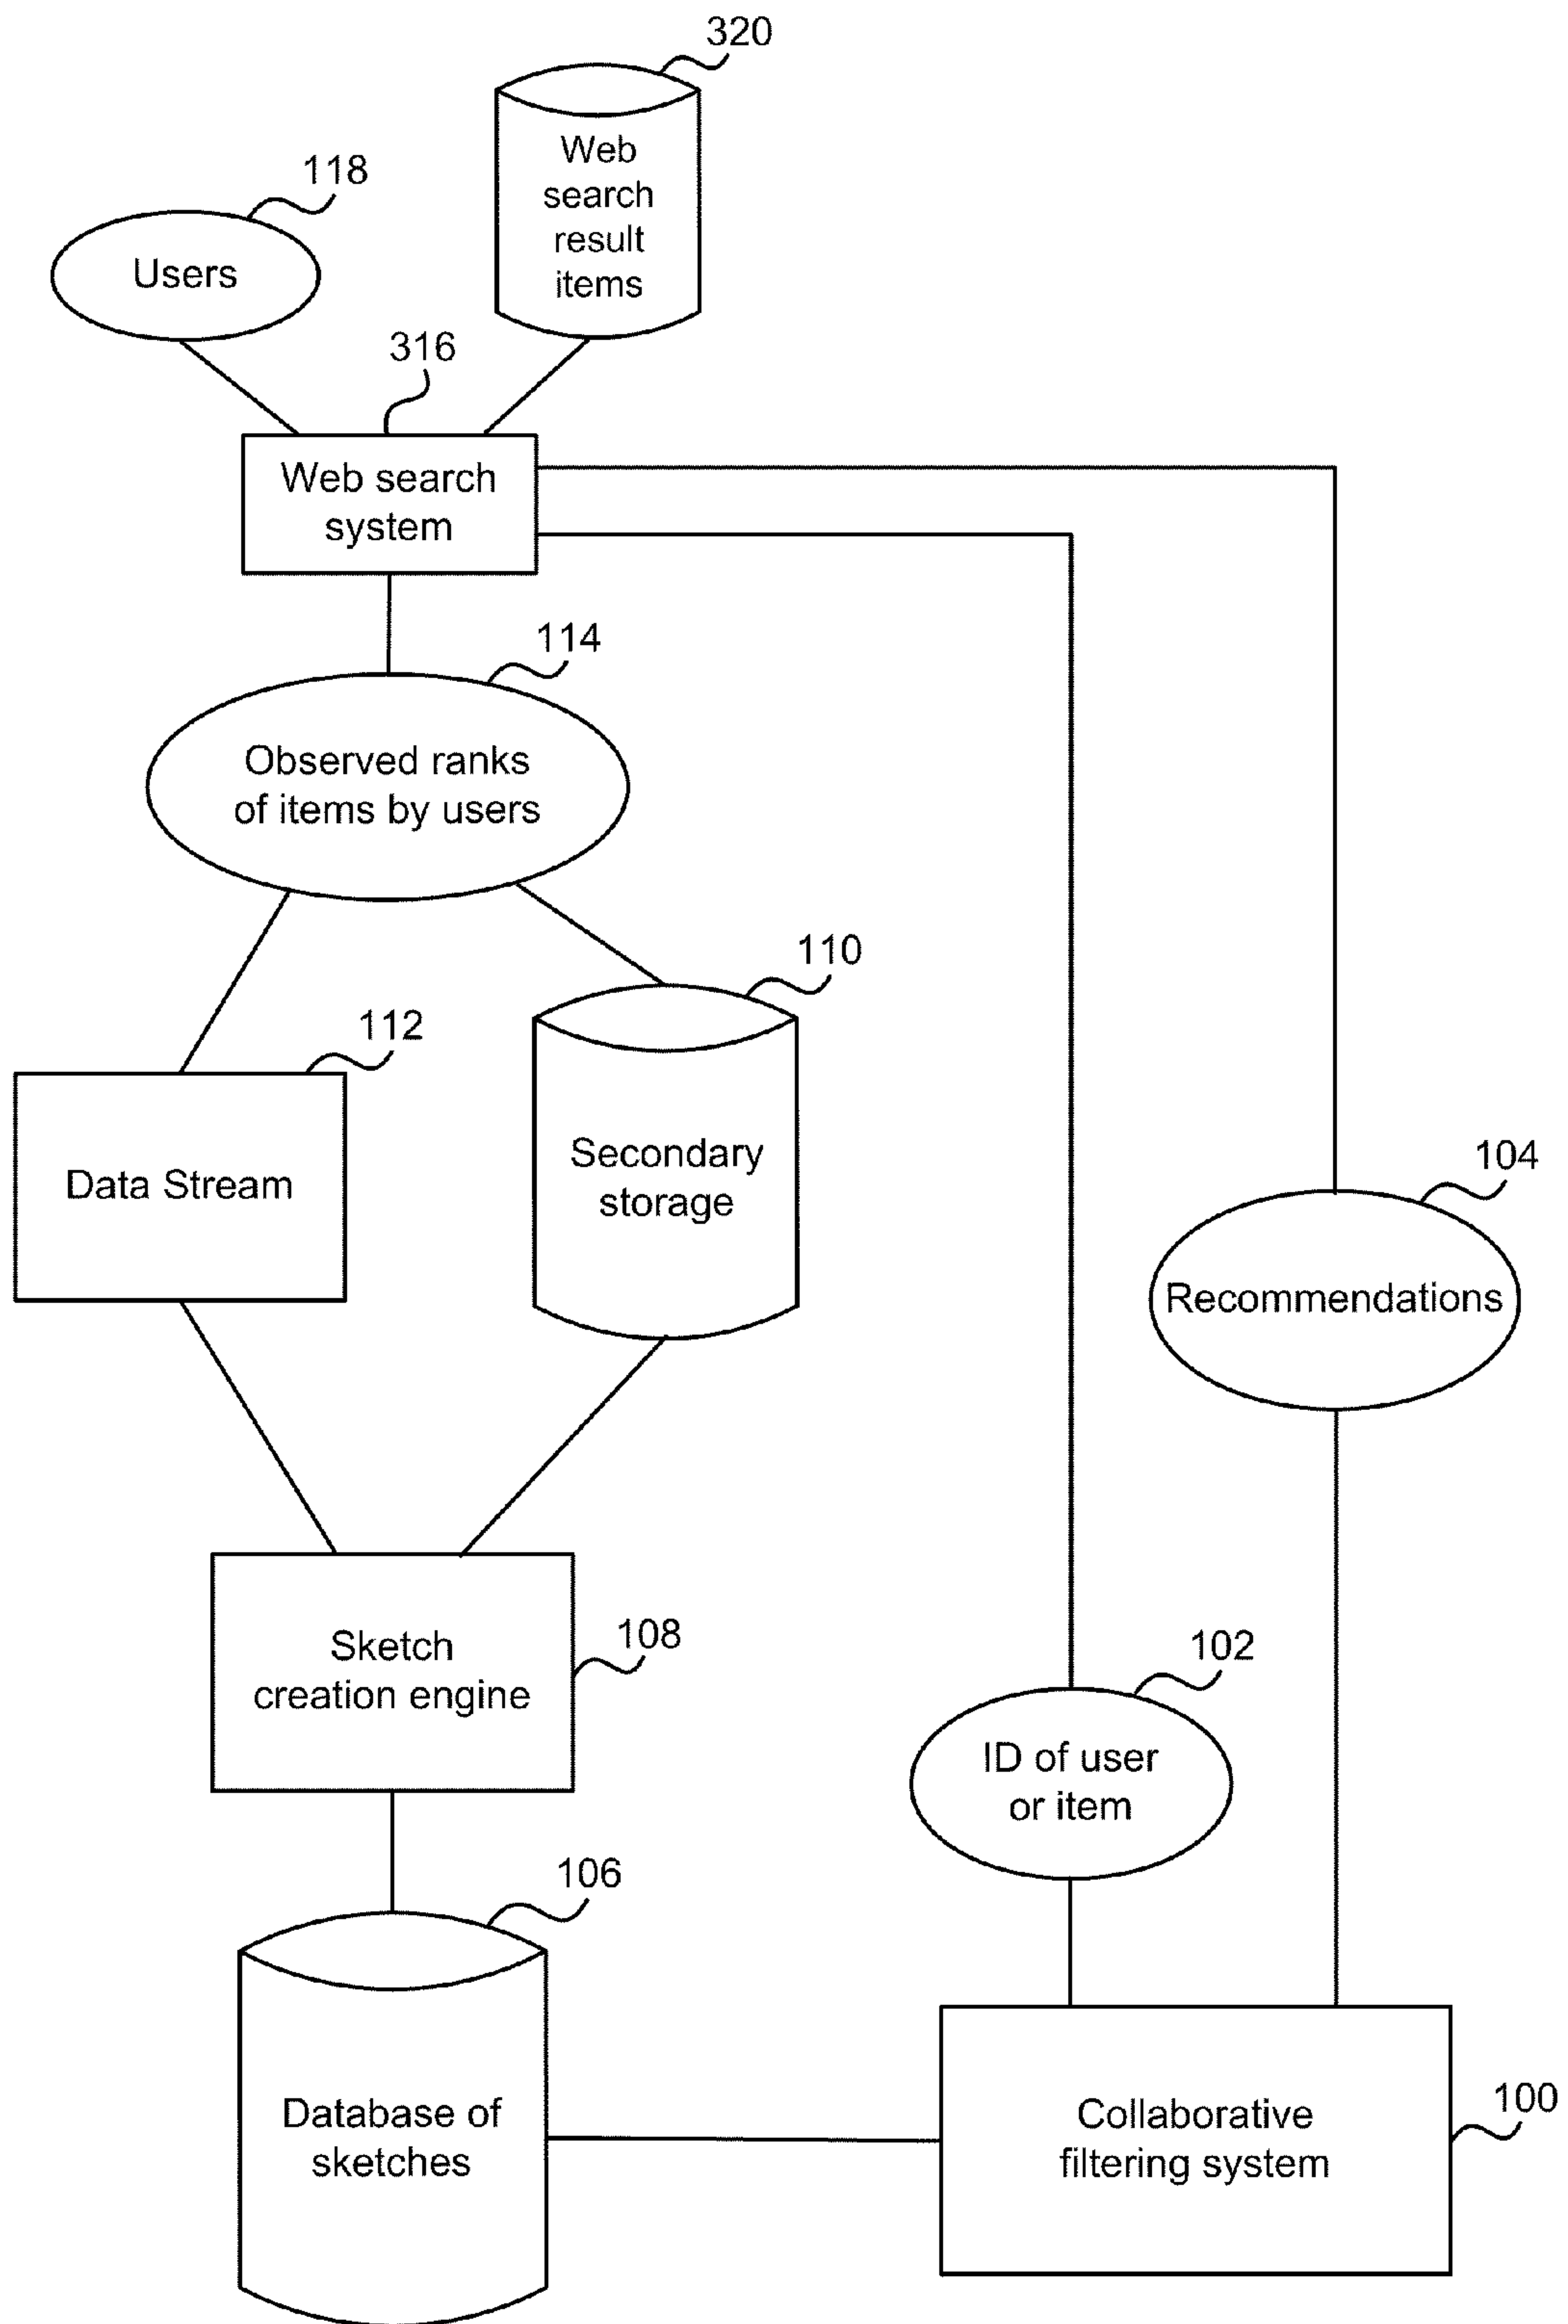 320
Web
search
result
items
118
Users
316
Web search
system
114
Observed ranks
of items by users
110
112
Secondary
storage
Data Stream
104
Recommendations
108
Sketch
creation engine
102
ID of user
or item
106
Database of
sketches
100
Collaborative
filtering system